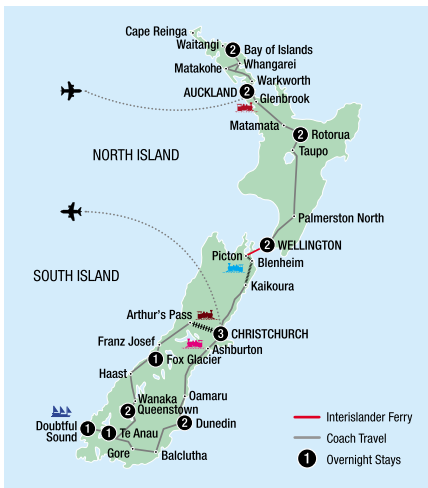 Cape Reinga
Waitangi
2 Bay of Islands
Whangarei
Matakohe
Warkworth
AUCKLAND 2
Glenbrook
Matamata
2 Rotorua
Taupo
NORTH ISLAND
Palmerston North
2 WELLINGTON
Picton
Blenheim
SOUTH ISLAND
Kaikoura
Arthur's Pass
3 CHRISTCHURCH
Franz Josef
Ashburton
1 Fox Glacier
Haast
Oamaru
Wanaka
2 Queenstown
Doubtful
Sound
1
1 Te Anau
2 Dunedin
Gore
Balclutha
Interislander Ferry
Coach Travel
1 Overnight Stays